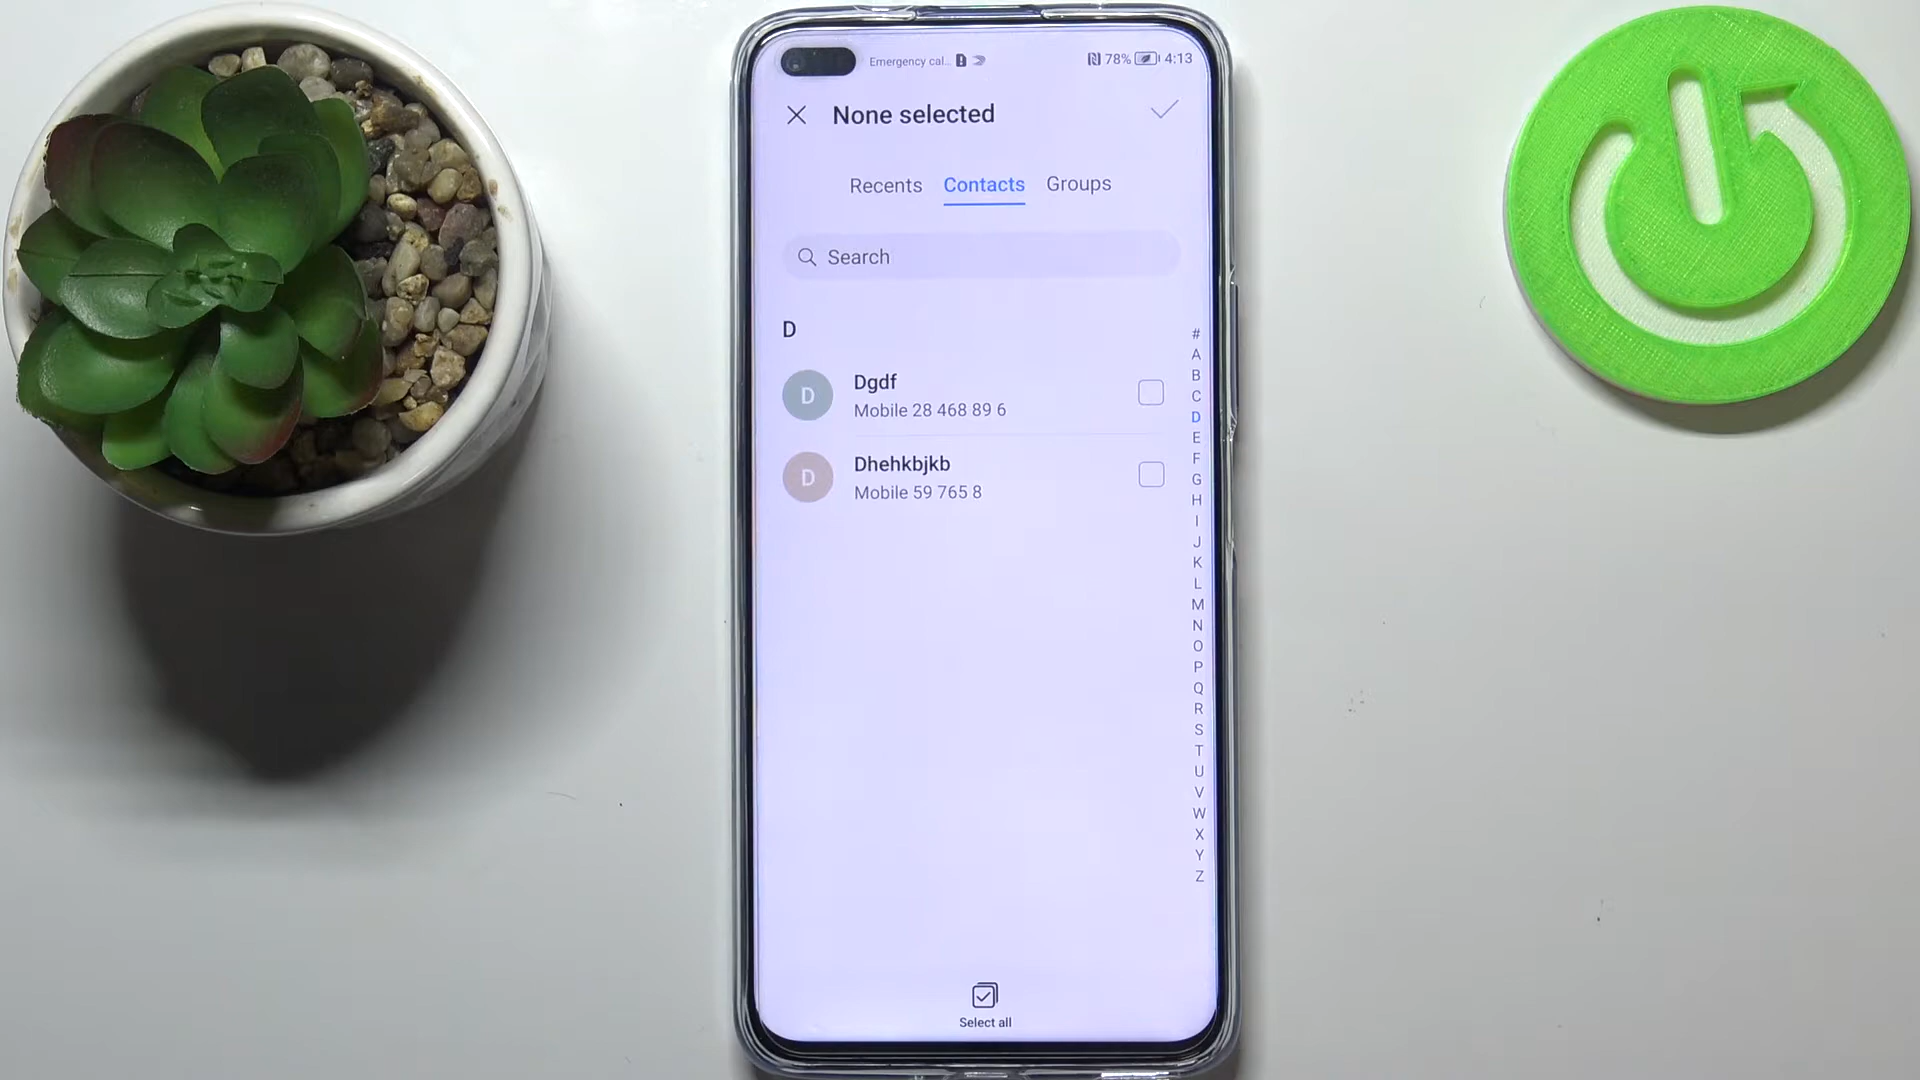 Emergency cal... 78% 4:13
None selected
Recents Contacts Groups
Search
D
D Dgdf
Mobile 28 468 89 6
D Dhehkbjkb
Mobile 59 765 8
#
A
B
C
D
E
F
G
H
I
J
K
L
M
N
O
P
Q
R
S
T
U
V
W
X
Y
Z
Select all